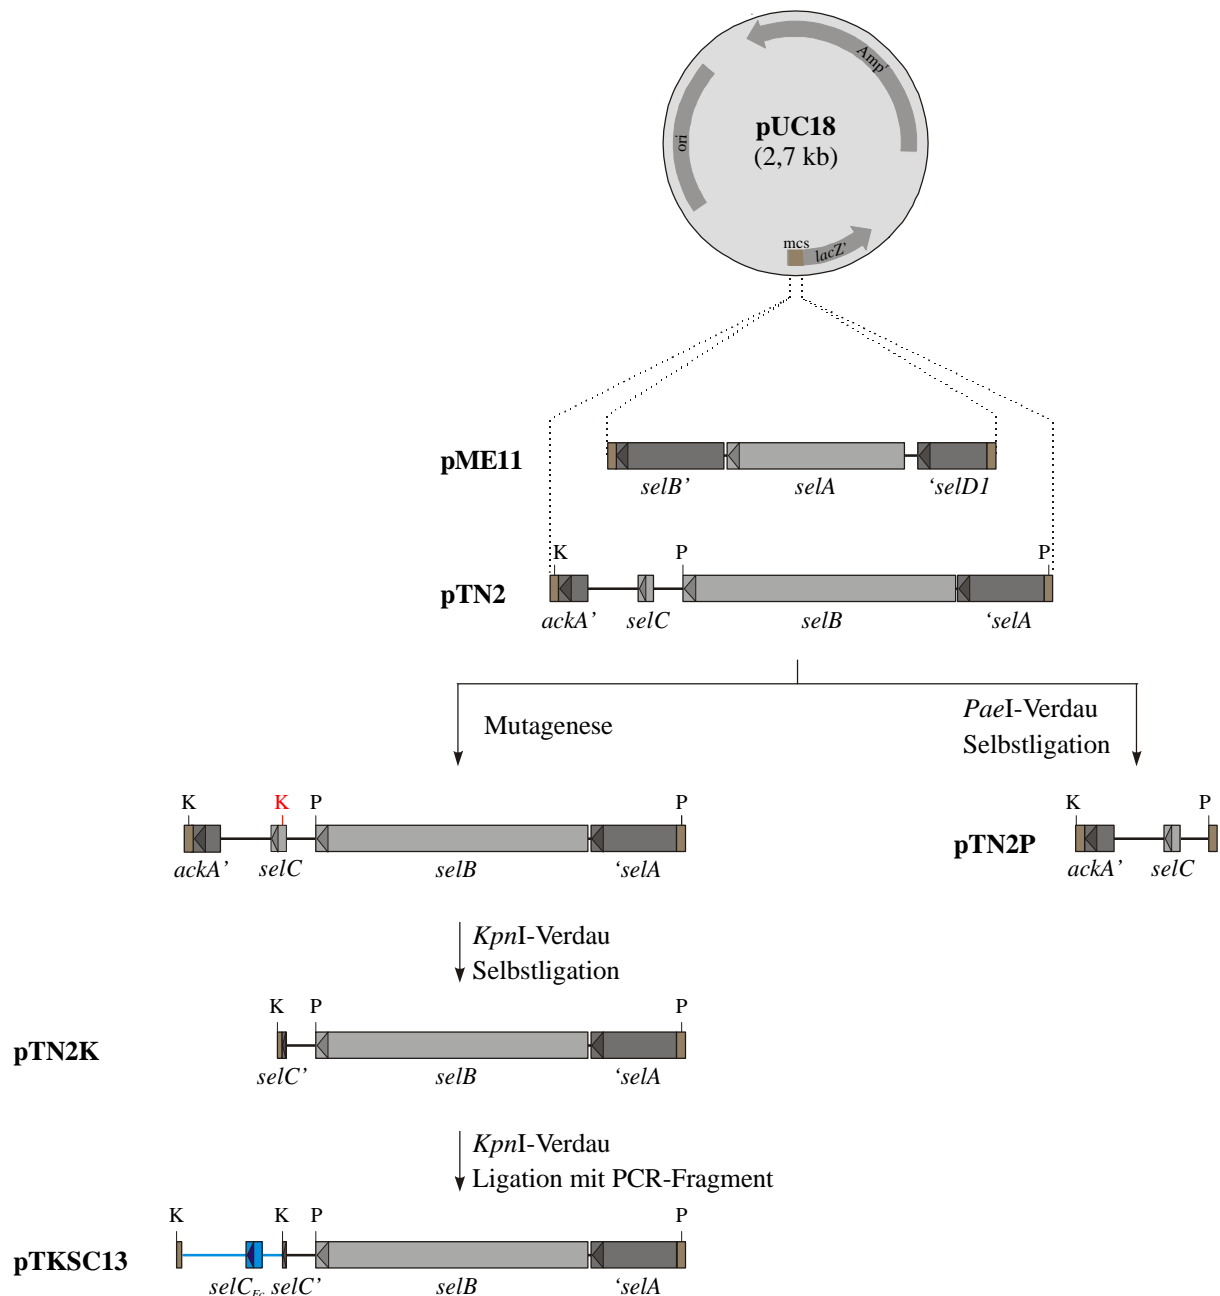 Amp^r
ori
pUC18
(2,7 kb)
mcs
lacZ'
pME11
selB’ selA ‘selD1
K P P
pTN2
ackA’ selC selB ‘selA
Mutagenese
PaeI-Verdau
Selbstligation
K K P P
ackA’ selC selB ‘selA
K P
pTN2P
ackA’ selC
KpnI-Verdau
Selbstligation
K P P
pTN2K
selC’ selB ‘selA
KpnI-Verdau
Ligation mit PCR-Fragment
K K P P
pTKSC13
selC_Ec selC’ selB ‘selA